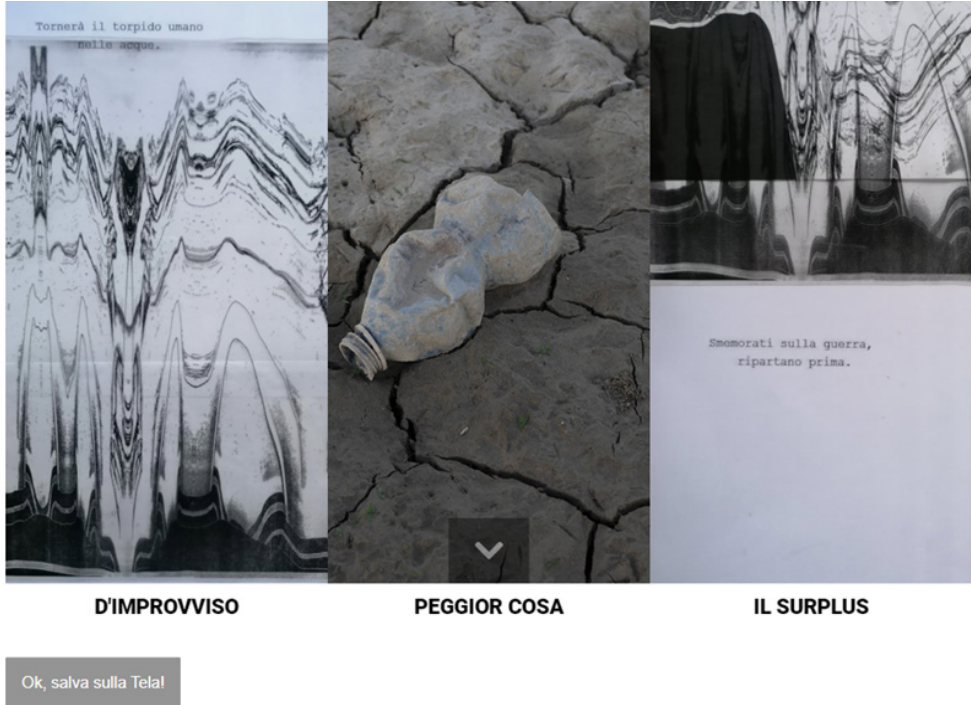 Tornerà il torpido umano
nelle acque.
Smemorati sulla guerra,
ripartano prima.
D'IMPROVVISO
PEGGIOR COSA
IL SURPLUS
Ok, salva sulla Tela!